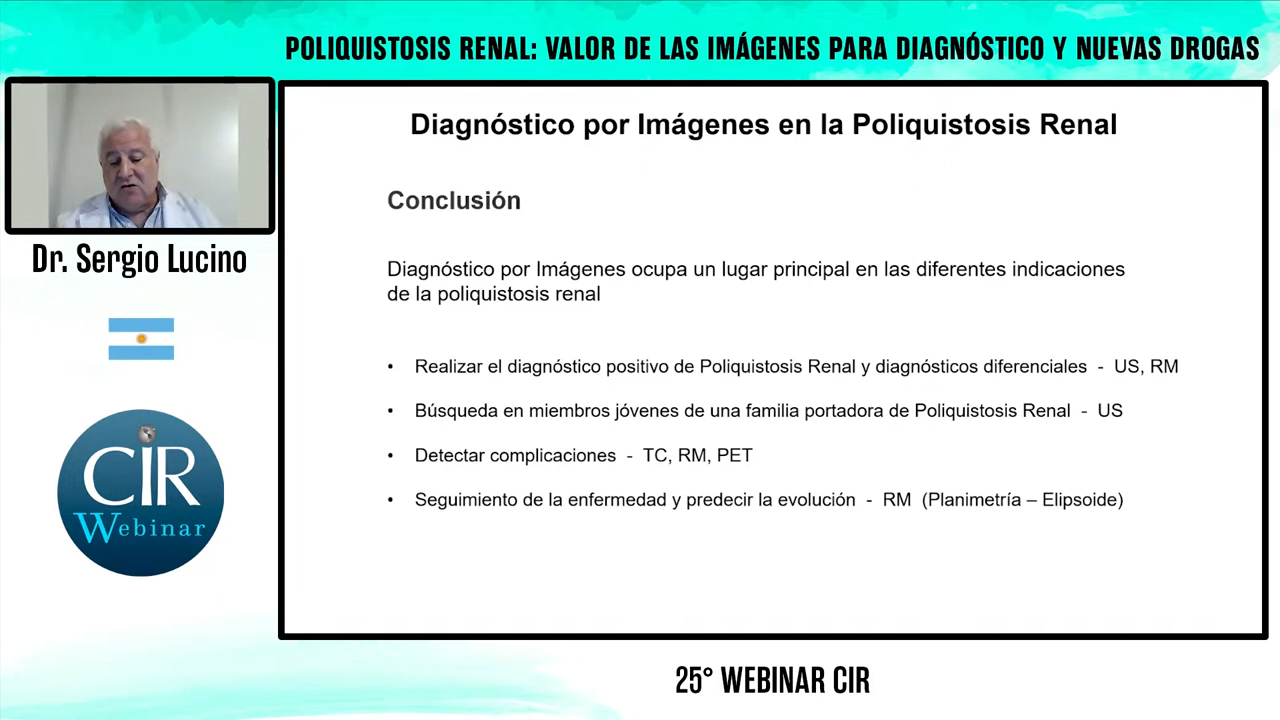 POLIQUISTOSIS RENAL: VALOR DE LAS IMÁGENES PARA DIAGNÓSTICO Y NUEVAS DROGAS
Dr. Sergio Lucino
CIR
Webinar
Diagnóstico por Imágenes en la Poliquistosis Renal
Conclusión
Diagnóstico por Imágenes ocupa un lugar principal en las diferentes indicaciones
de la poliquistosis renal
• Realizar el diagnóstico positivo de Poliquistosis Renal y diagnósticos diferenciales - US, RM
• Búsqueda en miembros jóvenes de una familia portadora de Poliquistosis Renal - US
• Detectar complicaciones - TC, RM, PET
• Seguimiento de la enfermedad y predecir la evolución - RM (Planimetría – Elipsoide)
25° WEBINAR CIR